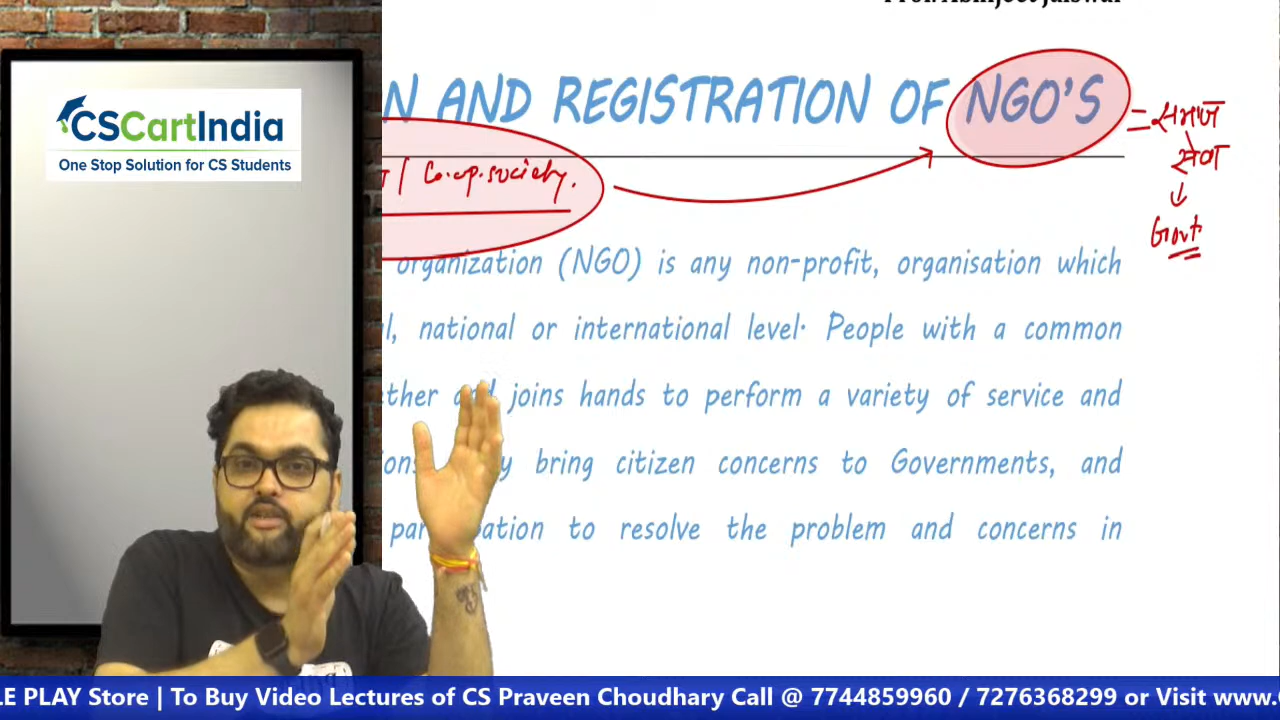 CSCartIndia
One Stop Solution for CS Students
N AND REGISTRATION OF NGO'S
Co.op.society.
= समाज
सेवा
↓
Govt
organization (NGO) is any non-profit, organisation which
national or international level. People with a common
ether and joins hands to perform a variety of service and
bring citizen concerns to Governments, and
to resolve the problem and concerns in
LE PLAY Store | To Buy Video Lectures of CS Praveen Choudhary Call @ 7744859960 / 7276368299 or Visit www.